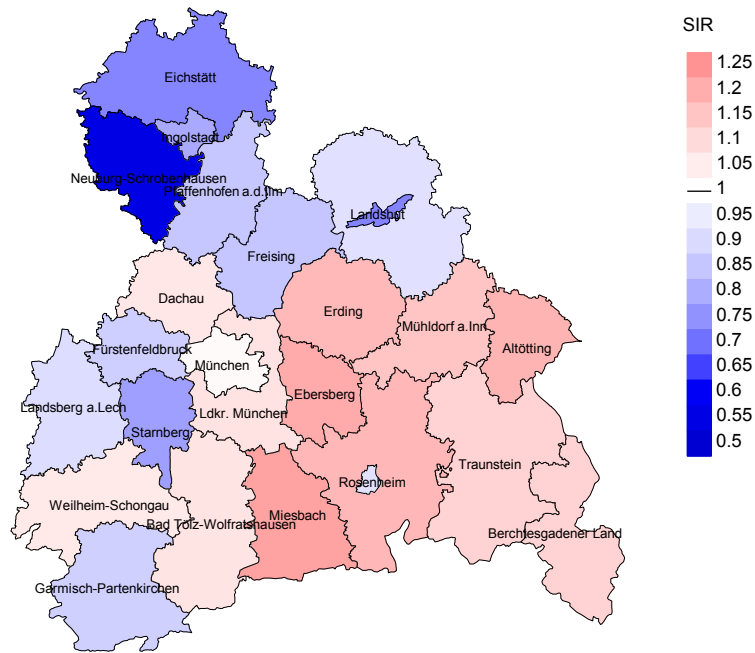 SIR
1.25
1.2
1.15
1.1
1.05
1
0.95
0.9
0.85
0.8
0.75
0.7
0.65
0.6
0.55
0.5
Eichstätt
Ingolstadt
Neuburg-Schrobenhausen
Pfaffenhofen a.d.Ilm
Landshut
Freising
Dachau
Erding
Mühldorf a.Inn
Altötting
Fürstenfeldbruck
München
Ebersberg
Landsberg a.Lech
Ldkr. München
Starnberg
Traunstein
Rosenheim
Weilheim-Schongau
Miesbach
Bad Tölz-Wolfratshausen
Berchtesgadener Land
Garmisch-Partenkirchen